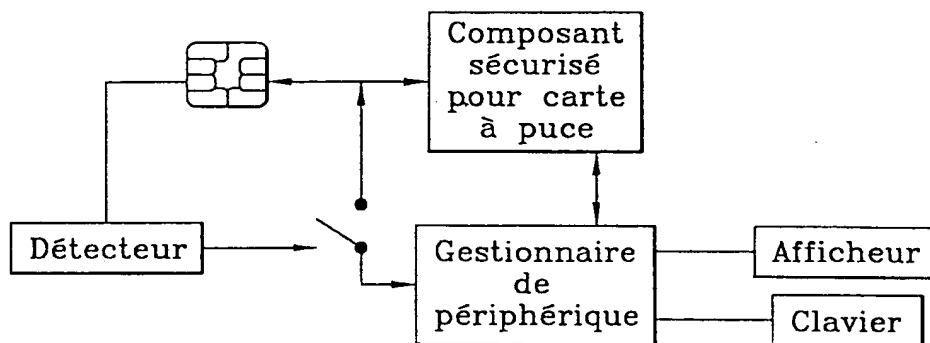 Composant
sécurisé
pour carte
à puce
Détecteur
Gestionnaire
de
périphérique
Afficheur
Clavier